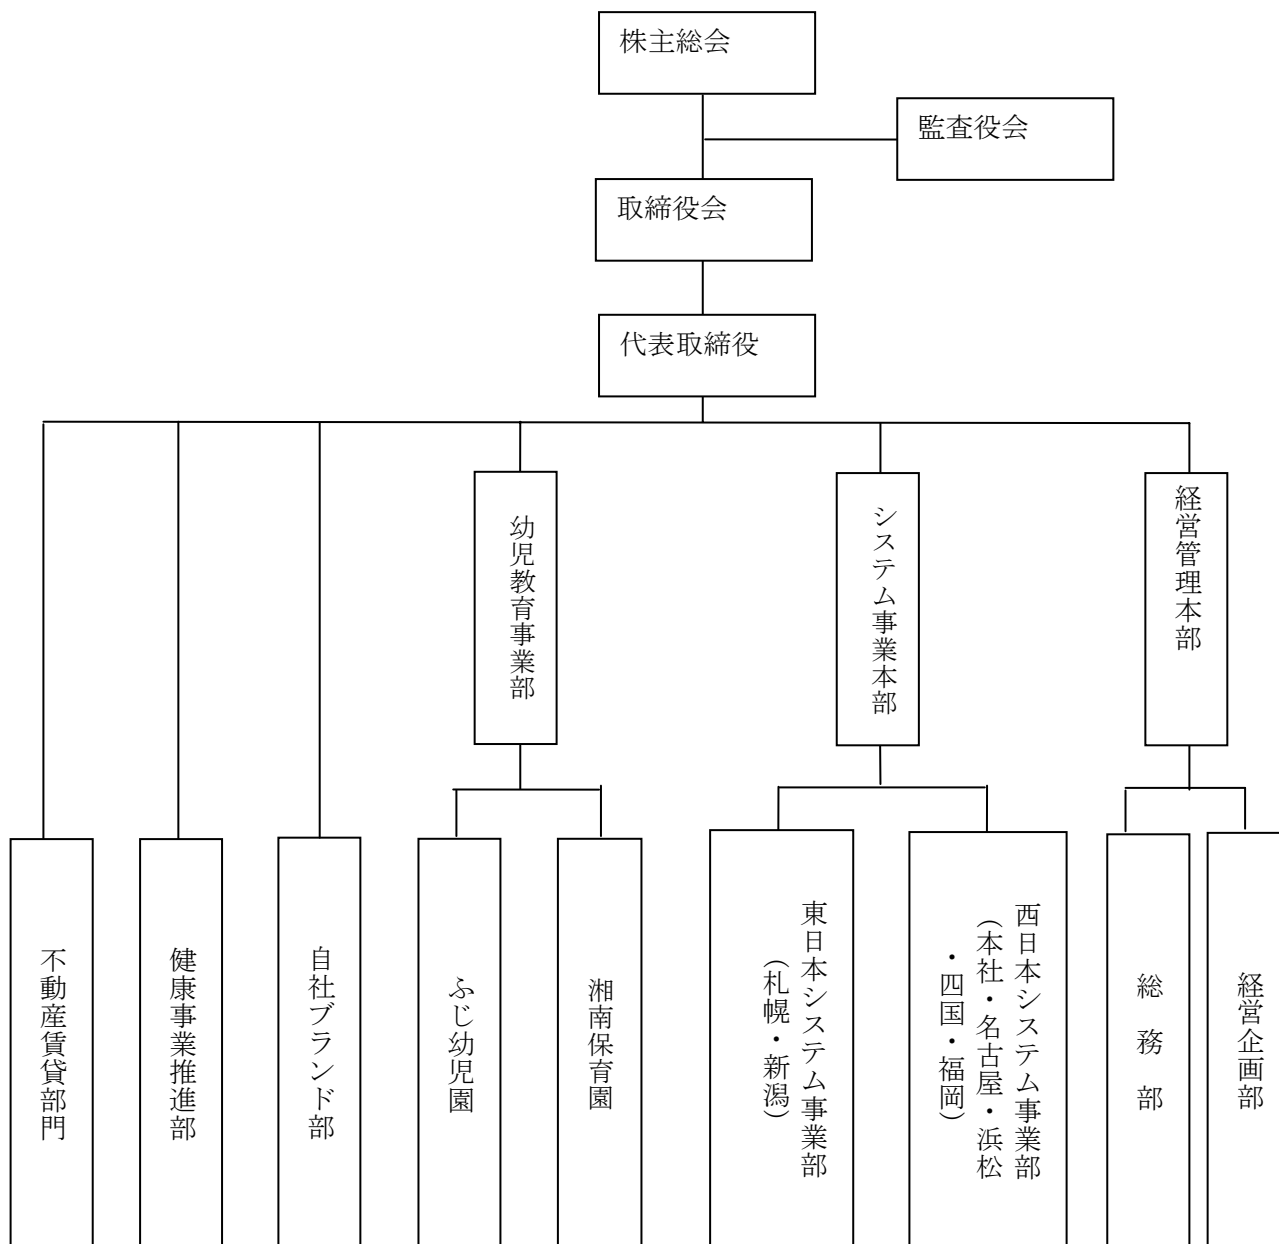 株主総会
監査役会
取締役会
代表取締役
幼児教育事業部
システム事業本部
経営管理本部
不動産賃貸部門
健康事業推進部
自社ブランド部
ふじ幼児園
湘南保育園
東日本システム事業部
（札幌・新潟）
西日本システム事業部
（本社・名古屋・浜松
・四国・福岡）
総　務　部
経営企画部